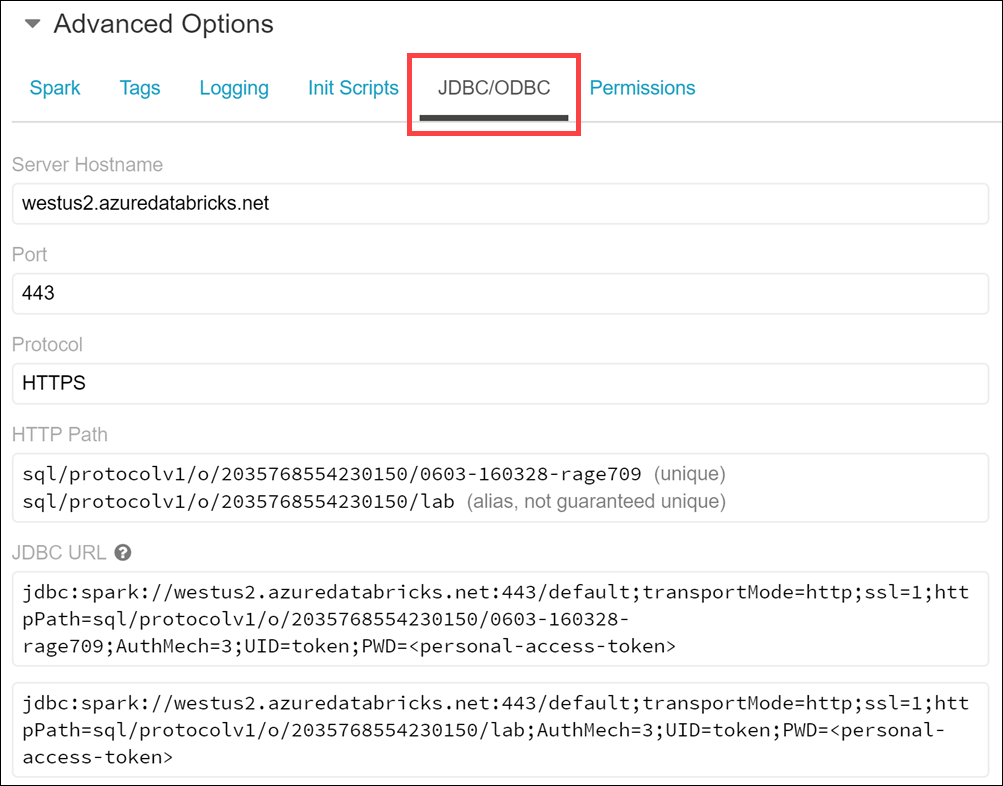 Advanced Options
Spark Tags Logging Init Scripts JDBC/ODBC Permissions
Server Hostname
westus2.azuredatabricks.net
Port
443
Protocol
HTTPS
HTTP Path
sql/protocolv1/o/2035768554230150/0603-160328-rage709 (unique)
sql/protocolv1/o/2035768554230150/lab (alias, not guaranteed unique)
JDBC URL ?
jdbc:spark://westus2.azuredatabricks.net:443/default;transportMode=http;ssl=1;htt
pPath=sql/protocolv1/o/2035768554230150/0603-160328-
rage709;AuthMech=3;UID=token;PWD=<personal-access-token>
jdbc:spark://westus2.azuredatabricks.net:443/default;transportMode=http;ssl=1;htt
pPath=sql/protocolv1/o/2035768554230150/lab;AuthMech=3;UID=token;PWD=<personal-
access-token>